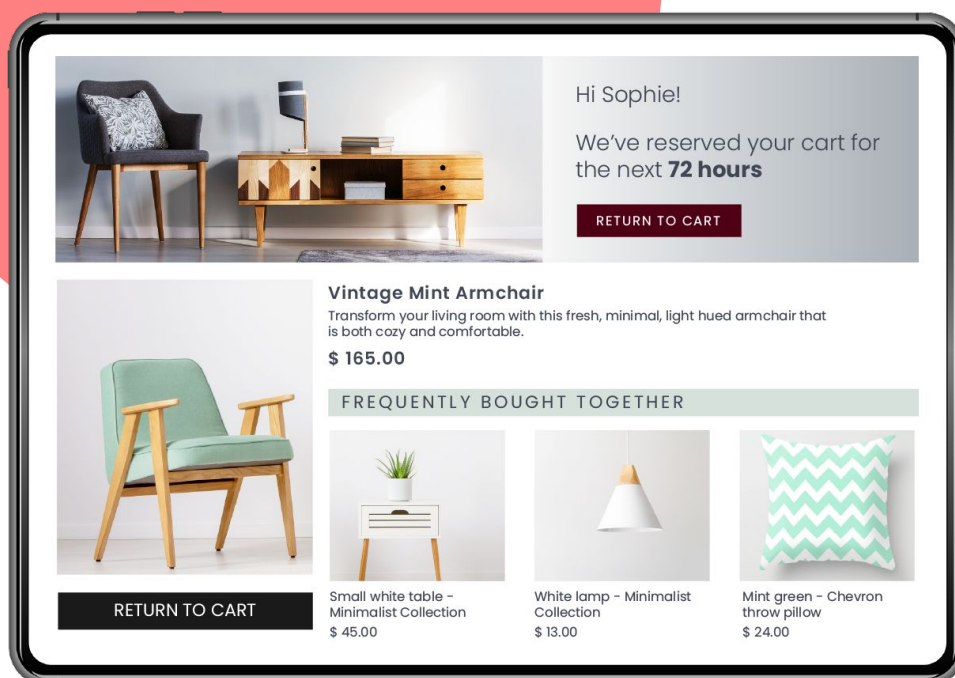 Hi Sophie!
We’ve reserved your cart for
the next 72 hours
RETURN TO CART
Vintage Mint Armchair
Transform your living room with this fresh, minimal, light hued armchair that
is both cozy and comfortable.
$ 165.00
FREQUENTLY BOUGHT TOGETHER
Small white table -
Minimalist Collection
$ 45.00
White lamp - Minimalist
Collection
$ 13.00
Mint green - Chevron
throw pillow
$ 24.00
RETURN TO CART